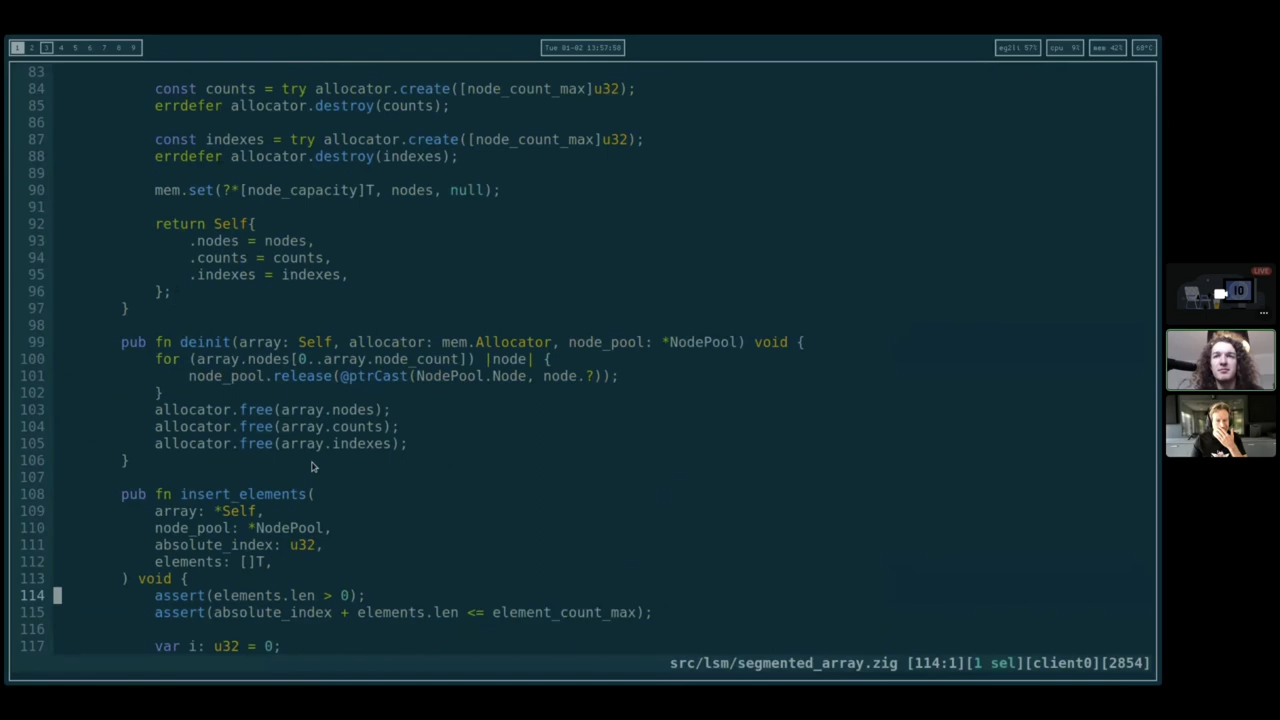 1 2 3 4 5 6 7 8 9
Tue 01-02 13:57:58
cpu 9%
mem 42%
68°C
83
84 const counts = try allocator.create([node_count_max]u32);
85 errdefer allocator.destroy(counts);
86
87 const indexes = try allocator.create([node_count_max]u32);
88 errdefer allocator.destroy(indexes);
89
90 mem.set(?*[node_capacity]T, nodes, null);
91
92 return Self{
93 .nodes = nodes,
94 .counts = counts,
95 .indexes = indexes,
96 };
97 }
98
99 pub fn deinit(array: Self, allocator: mem.Allocator, node_pool: *NodePool) void {
100 for (array.nodes[0..array.node_count]) |node| {
101 node_pool.release(@ptrCast(NodePool.Node, node.?));
102 }
103 allocator.free(array.nodes);
104 allocator.free(array.counts);
105 allocator.free(array.indexes);
106 }
107
108 pub fn insert_elements(
109 array: *Self,
110 node_pool: *NodePool,
111 absolute_index: u32,
112 elements: []T,
113 ) void {
114 assert(elements.len > 0);
115 assert(absolute_index + elements.len <= element_count_max);
116
117 var i: u32 = 0;
src/lsm/segmented_array.zig [114:1][1 sel][client0][2854]
LIVE
10